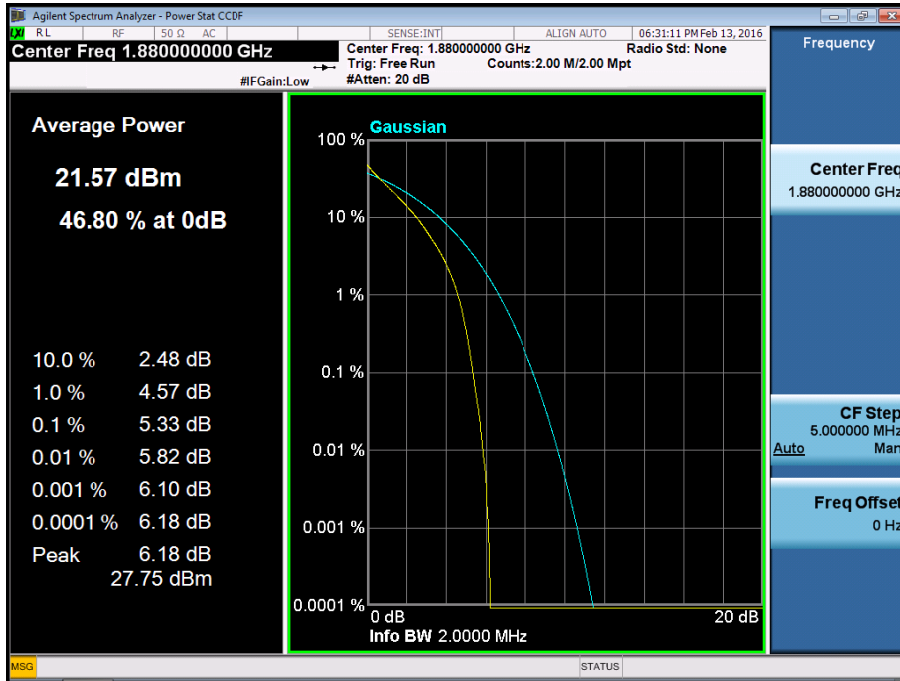 Agilent Spectrum Analyzer - Power Stat CCDF
LXI RL RF 50 Ω AC SENSE:INT ALIGN AUTO 06:31:11 PM Feb 13, 2016
Center Freq 1.880000000 GHz
Center Freq: 1.880000000 GHz Radio Std: None
Trig: Free Run Counts:2.00 M/2.00 Mpt
#IFGain:Low #Atten: 20 dB
Frequency
Average Power
21.57 dBm
46.80 % at 0dB
10.0 % 2.48 dB
1.0 % 4.57 dB
0.1 % 5.33 dB
0.01 % 5.82 dB
0.001 % 6.10 dB
0.0001 % 6.18 dB
Peak 6.18 dB
27.75 dBm
Gaussian
100 %
10 %
1 %
0.1 %
0.01 %
0.001 %
0.0001 %
0 dB 20 dB
Info BW 2.0000 MHz
Center Freq
1.880000000 GHz
CF Step
5.000000 MHz
Auto Man
Freq Offset
0 Hz
MSG STATUS